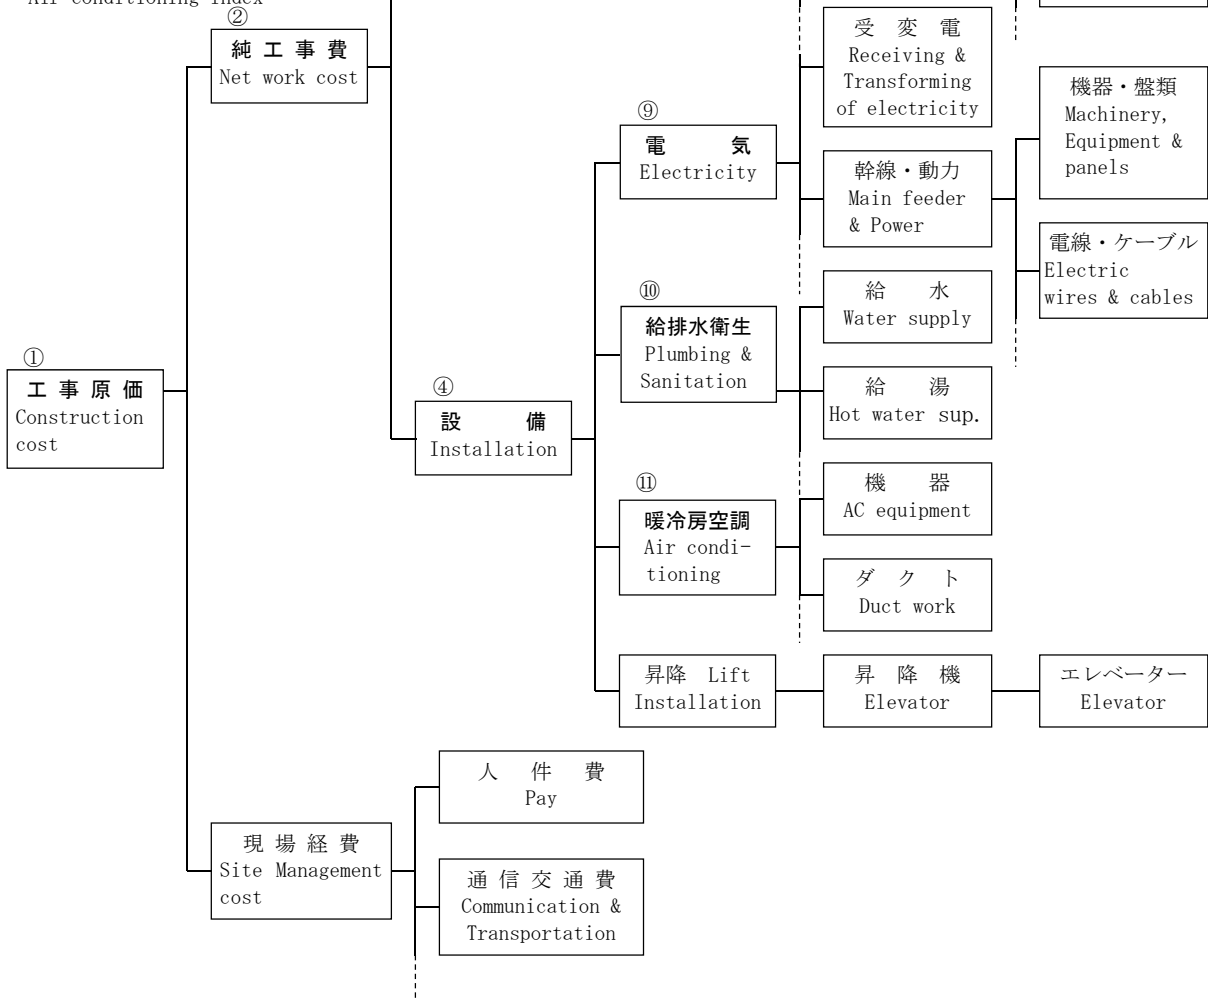 Air conditioning index
②
純工事費
Net work cost
受変電
Receiving &
Transforming
of electricity
機器・盤類
Machinery,
Equipment &
panels
⑨
電気
Electricity
幹線・動力
Main feeder
& Power
電線・ケーブル
Electric
wires & cables
⑩
給排水衛生
Plumbing &
Sanitation
給水
Water supply
給湯
Hot water sup.
①
工事原価
Construction
cost
④
設備
Installation
⑪
暖冷房空調
Air condi-
tioning
機器
AC equipment
ダクト
Duct work
昇降 Lift
Installation
昇降機
Elevator
エレベーター
Elevator
人件費
Pay
現場経費
Site Management
cost
通信交通費
Communication &
Transportation